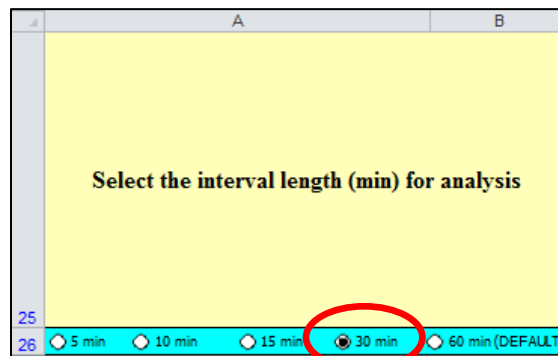 A B
Select the interval length (min) for analysis
25
26 5 min 10 min 15 min 30 min 60 min (DEFAULT